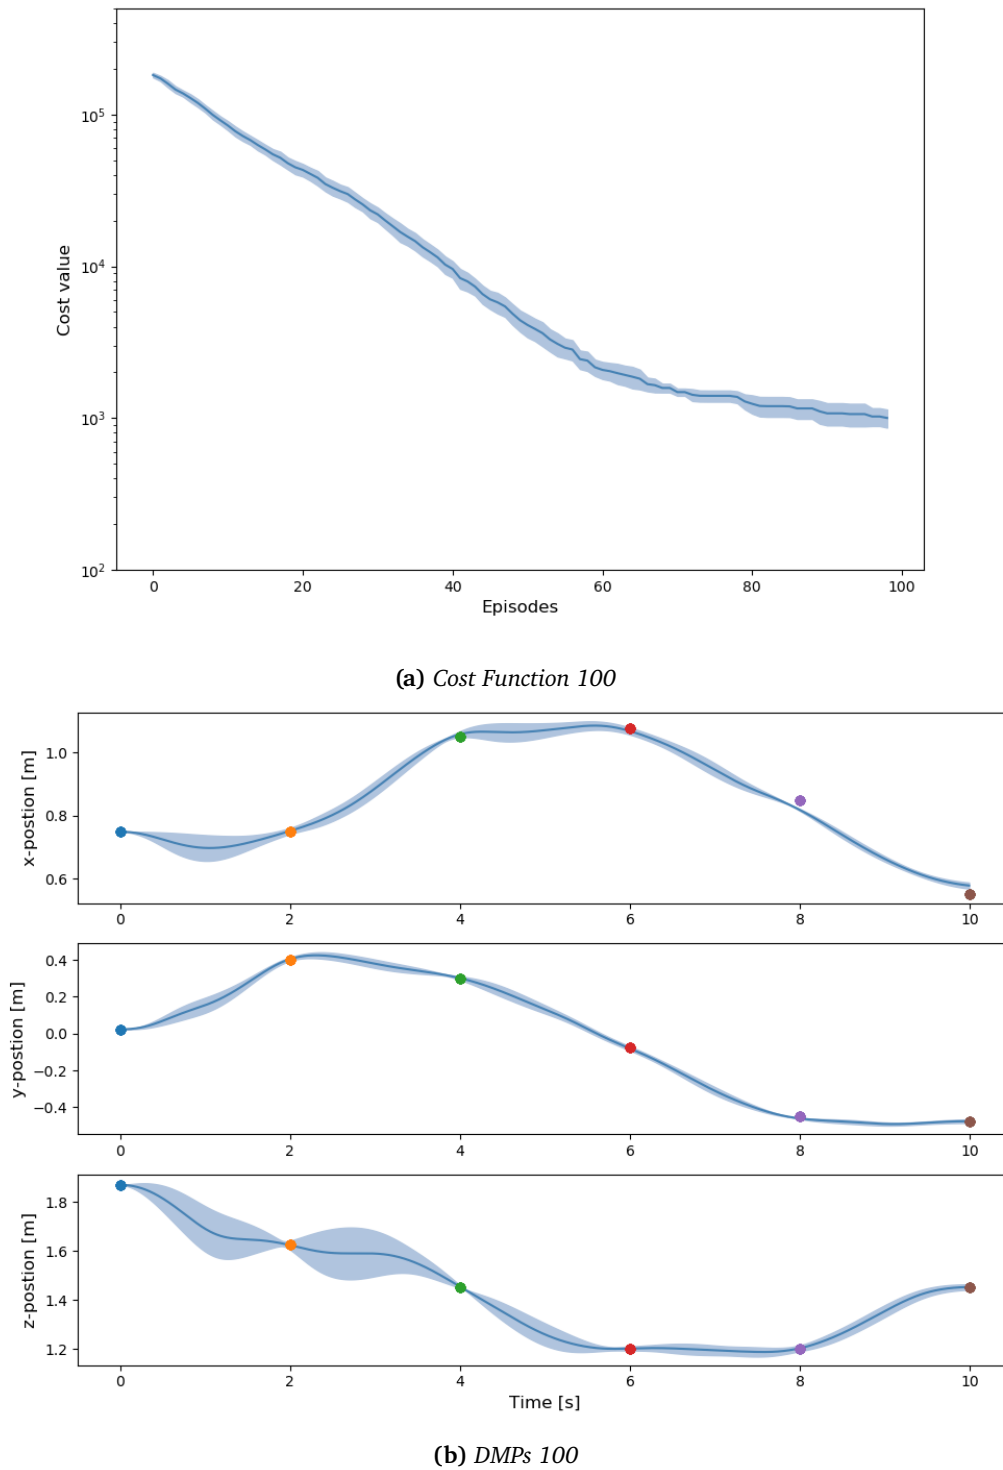 10^5
10^4
10^3
10^2
Cost value
0 20 40 60 80 100
Episodes
(a) Cost Function 100
1.0
0.8
0.6
x-postion [m]
0 2 4 6 8 10
0.4
0.2
0.0
−0.2
−0.4
y-postion [m]
0 2 4 6 8 10
1.8
1.6
1.4
1.2
z-postion [m]
0 2 4 6 8 10
Time [s]
(b) DMPs 100